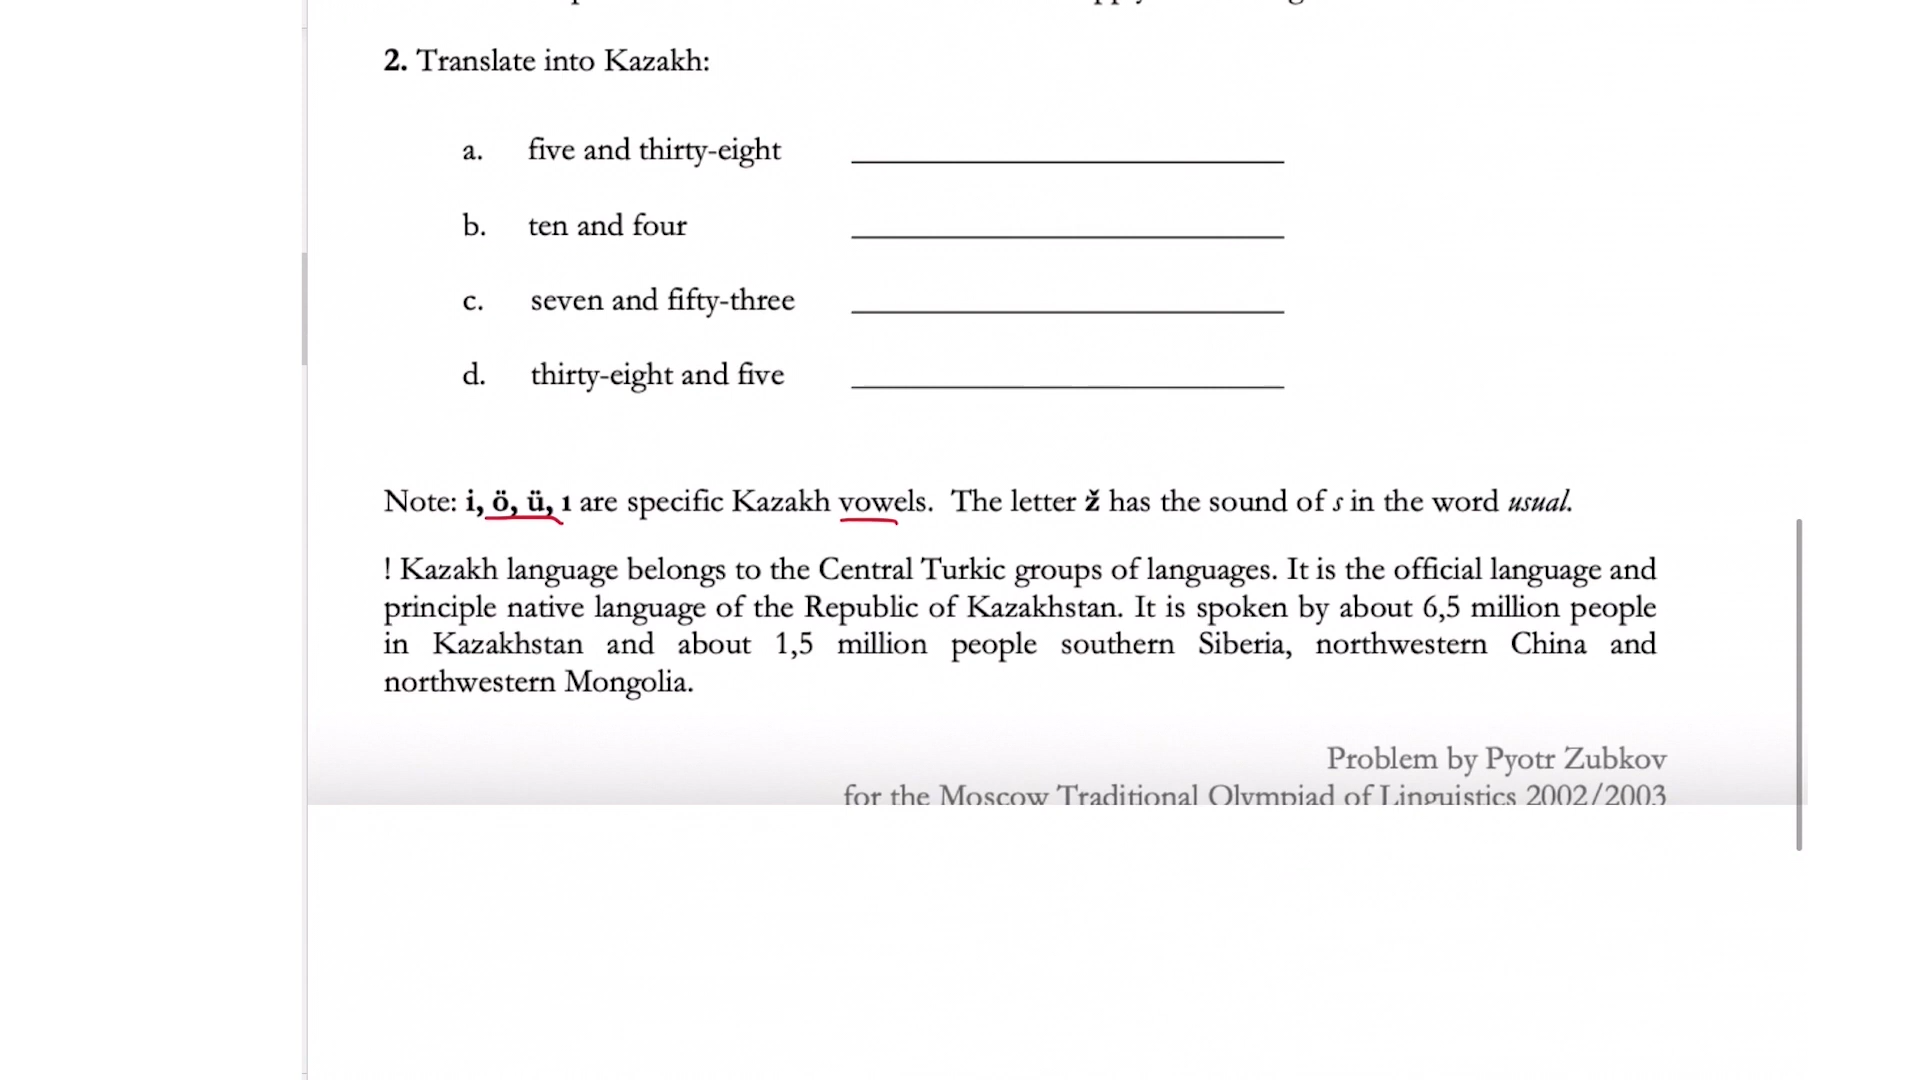 2. Translate into Kazakh:
a. five and thirty-eight
b. ten and four
c. seven and fifty-three
d. thirty-eight and five
Note: i, ö, ü, ı are specific Kazakh vowels. The letter ž has the sound of s in the word usual.
! Kazakh language belongs to the Central Turkic groups of languages. It is the official language and
principle native language of the Republic of Kazakhstan. It is spoken by about 6,5 million people
in Kazakhstan and about 1,5 million people southern Siberia, northwestern China and
northwestern Mongolia.
Problem by Pyotr Zubkov
for the Moscow Traditional Olympiad of Linguistics 2002/2003